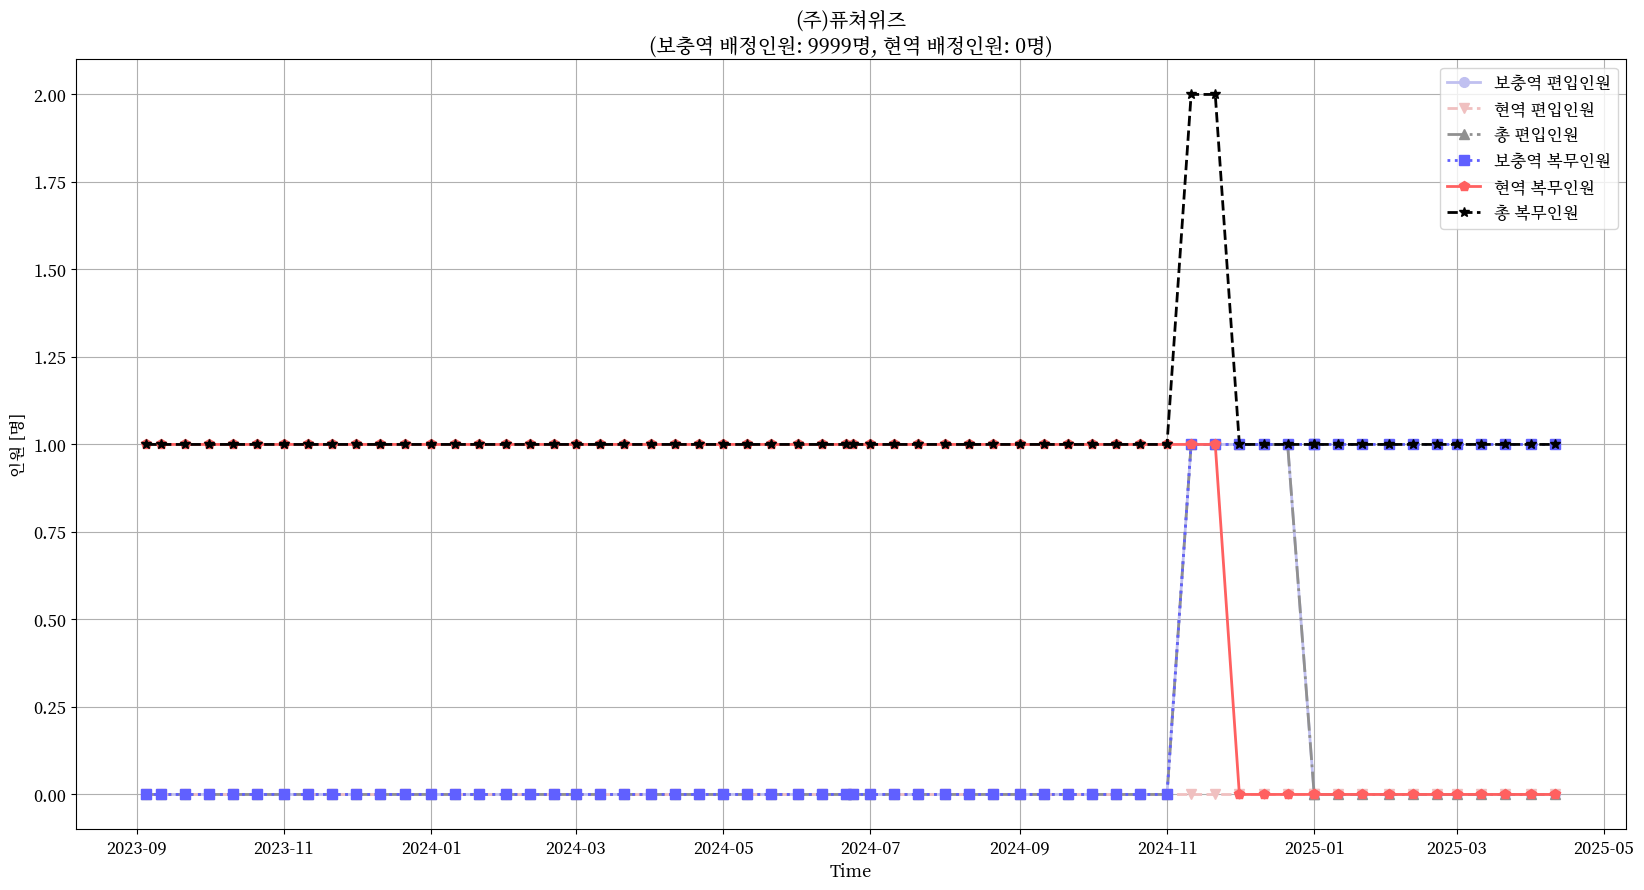 (주)퓨쳐위즈
(보충역 배정인원: 9999명, 현역 배정인원: 0명)
보충역 편입인원
현역 편입인원
총 편입인원
보충역 복무인원
현역 복무인원
총 복무인원
인원 [명]
2.00
1.75
1.50
1.25
1.00
0.75
0.50
0.25
0.00
2023-09 2023-11 2024-01 2024-03 2024-05 2024-07 2024-09 2024-11 2025-01 2025-03 2025-05
Time